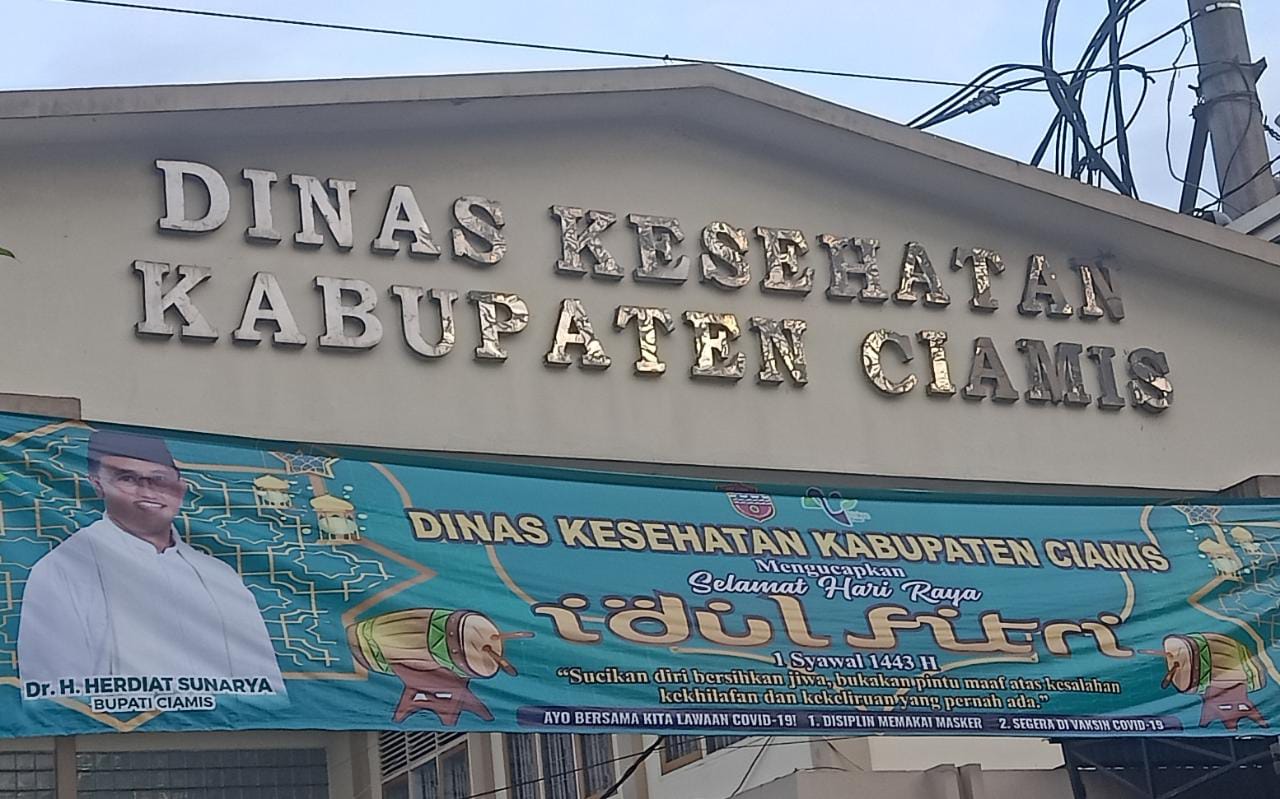 DINAS KESEHATAN
KABUPATEN CIAMIS
DINAS KESEHATAN KABUPATEN CIAMIS
Mengucapkan
Selamat Hari Raya
idul fitri
1 Syawal 1443 H
“Sucikan diri bersihkan jiwa, bukakan pintu maaf atas kesalahan
kekhilafan dan kekeliruan yang pernah ada.”
AYO BERSAMA KITA LAWAAN COVID-19! 1. DISIPLIN MEMAKAI MASKER 2. SEGERA DI VAKSIN COVID-19
Dr. H. HERDIAT SUNARYA
BUPATI CIAMIS